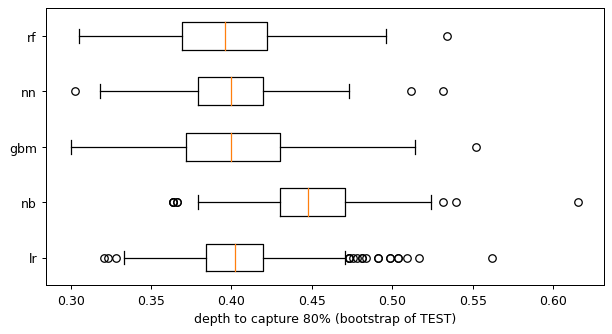 rf
nn
gbm
nb
lr
0.30 0.35 0.40 0.45 0.50 0.55 0.60
depth to capture 80% (bootstrap of TEST)